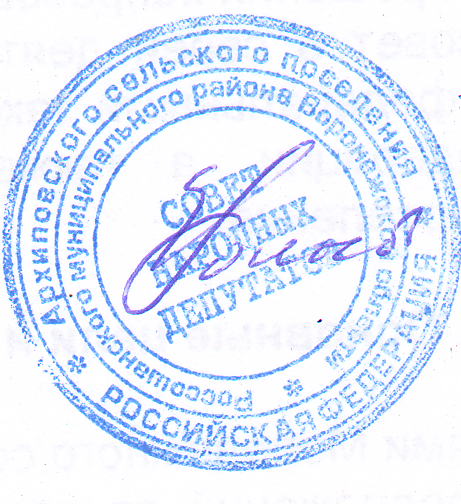 Архиповского сельского поселения
* РОССИЙСКАЯ ФЕДЕРАЦИЯ *
Россошанского муниципального района Воронежской области *
СОВЕТ
НАРОДНЫХ
ДЕПУТАТОВ